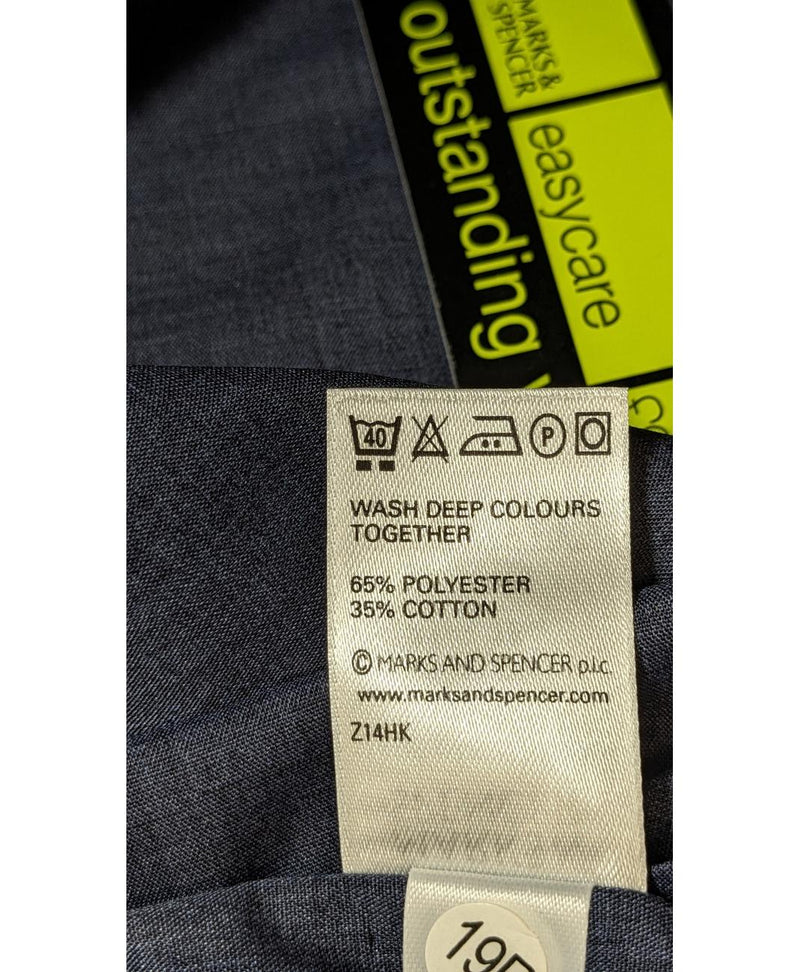 MARKS &
SPENCER
easycare
outstanding
40
P
WASH DEEP COLOURS
TOGETHER
65% POLYESTER
35% COTTON
© MARKS AND SPENCER p.l.c.
www.marksandspencer.com
Z14HK